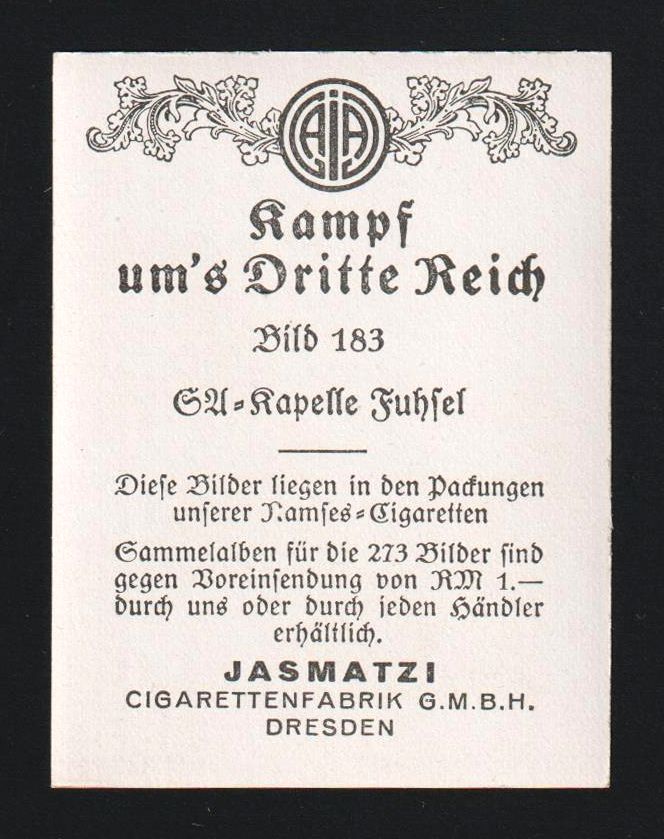 AJA
Kampf
um's Dritte Reich
Bild 183
SA-Kapelle Fuhsel
Diese Bilder liegen in den Packungen
unserer Ramses-Cigaretten
Sammelalben für die 273 Bilder sind
gegen Voreinsendung von RM 1.—
durch uns oder durch jeden Händler
erhältlich.
JASMATZI
CIGARETTENFABRIK G.M.B.H.
DRESDEN